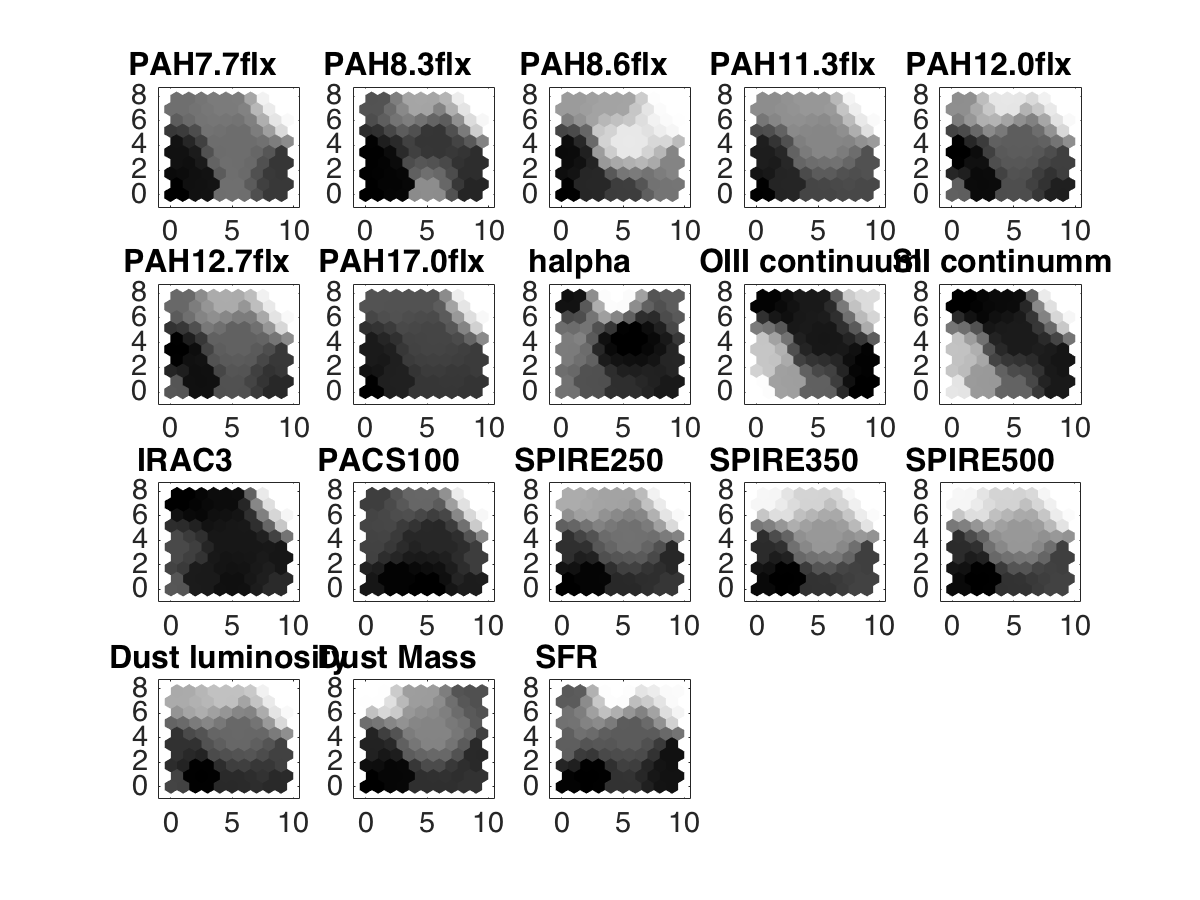 PAH7.7flx PAH8.3flx PAH8.6flx PAH11.3flx PAH12.0flx
8 8 8 8 8
6 6 6 6 6
4 4 4 4 4
2 2 2 2 2
0 0 0 0 0
0 5 10 0 5 10 0 5 10 0 5 10 0 5 10
PAH12.7flx PAH17.0flx halpha OIII continuum SII continumm
8 8 8 8 8
6 6 6 6 6
4 4 4 4 4
2 2 2 2 2
0 0 0 0 0
0 5 10 0 5 10 0 5 10 0 5 10 0 5 10
IRAC3 PACS100 SPIRE250 SPIRE350 SPIRE500
8 8 8 8 8
6 6 6 6 6
4 4 4 4 4
2 2 2 2 2
0 0 0 0 0
0 5 10 0 5 10 0 5 10 0 5 10 0 5 10
Dust luminosity Dust Mass SFR
8 8 8
6 6 6
4 4 4
2 2 2
0 0 0
0 5 10 0 5 10 0 5 10